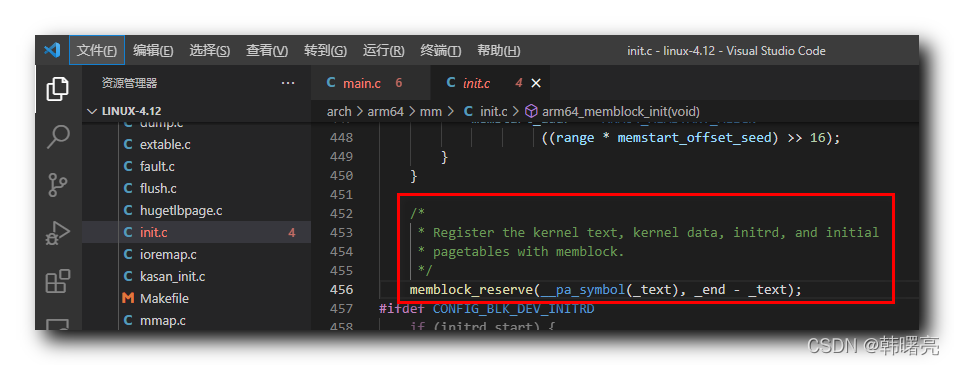 文件(F) 编辑(E) 选择(S) 查看(V) 转到(G) 运行(R) 终端(T) 帮助(H) init.c - linux-4.12 - Visual Studio Code
资源管理器 ··· main.c 6 init.c 4
LINUX-4.12
arch > arm64 > mm > init.c > arm64_memblock_init(void)
dump.c
extable.c
fault.c
flush.c
hugetlbpage.c
init.c 4
ioremap.c
kasan_init.c
Makefile
mmap.c
448 ((range * memstart_offset_seed) >> 16);
449 }
450 }
451
452 /*
453 * Register the kernel text, kernel data, initrd, and initial
454 * pagetables with memblock.
455 */
456 memblock_reserve(__pa_symbol(_text), _end - _text);
457 #ifdef CONFIG_BLK_DEV_INITRD
458 if (initrd_start) {
CSDN @韩曙亮